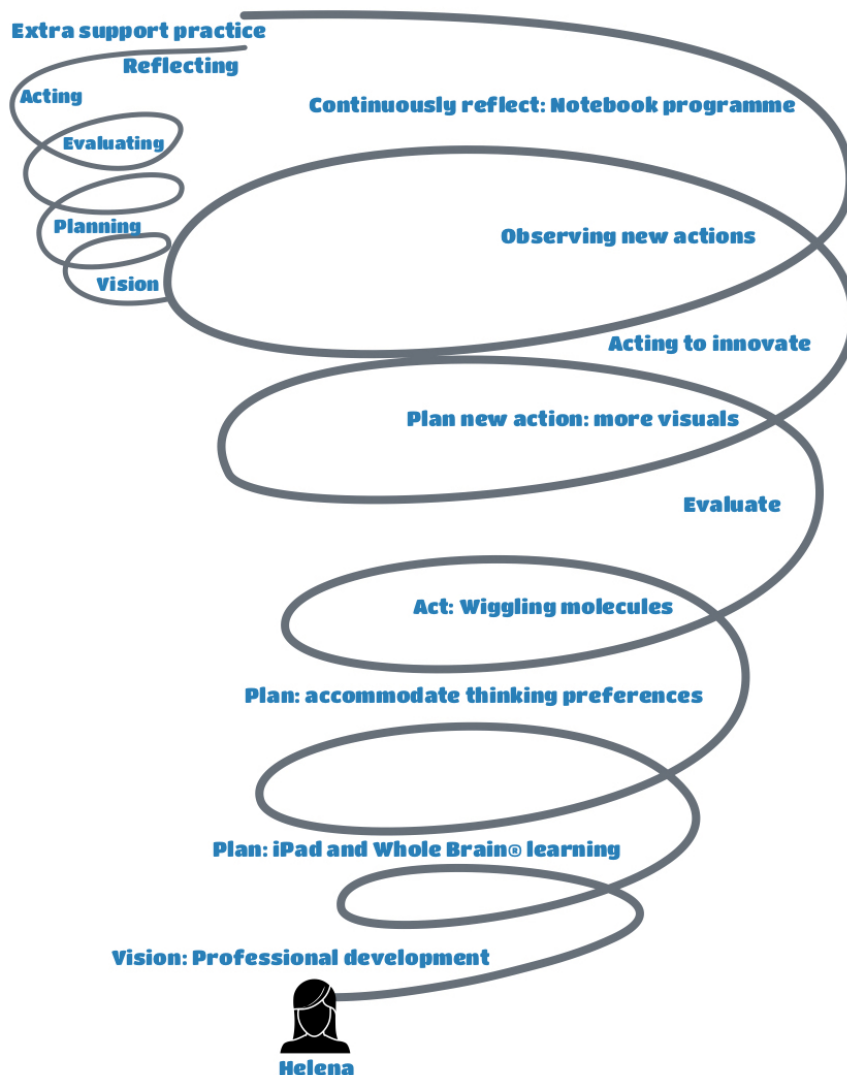 Extra support practice
Reflecting
Acting
Continuously reflect: Notebook programme
Evaluating
Planning
Observing new actions
Vision
Acting to innovate
Plan new action: more visuals
Evaluate
Act: Wiggling molecules
Plan: accommodate thinking preferences
Plan: iPad and Whole Brain® learning
Vision: Professional development
Helena